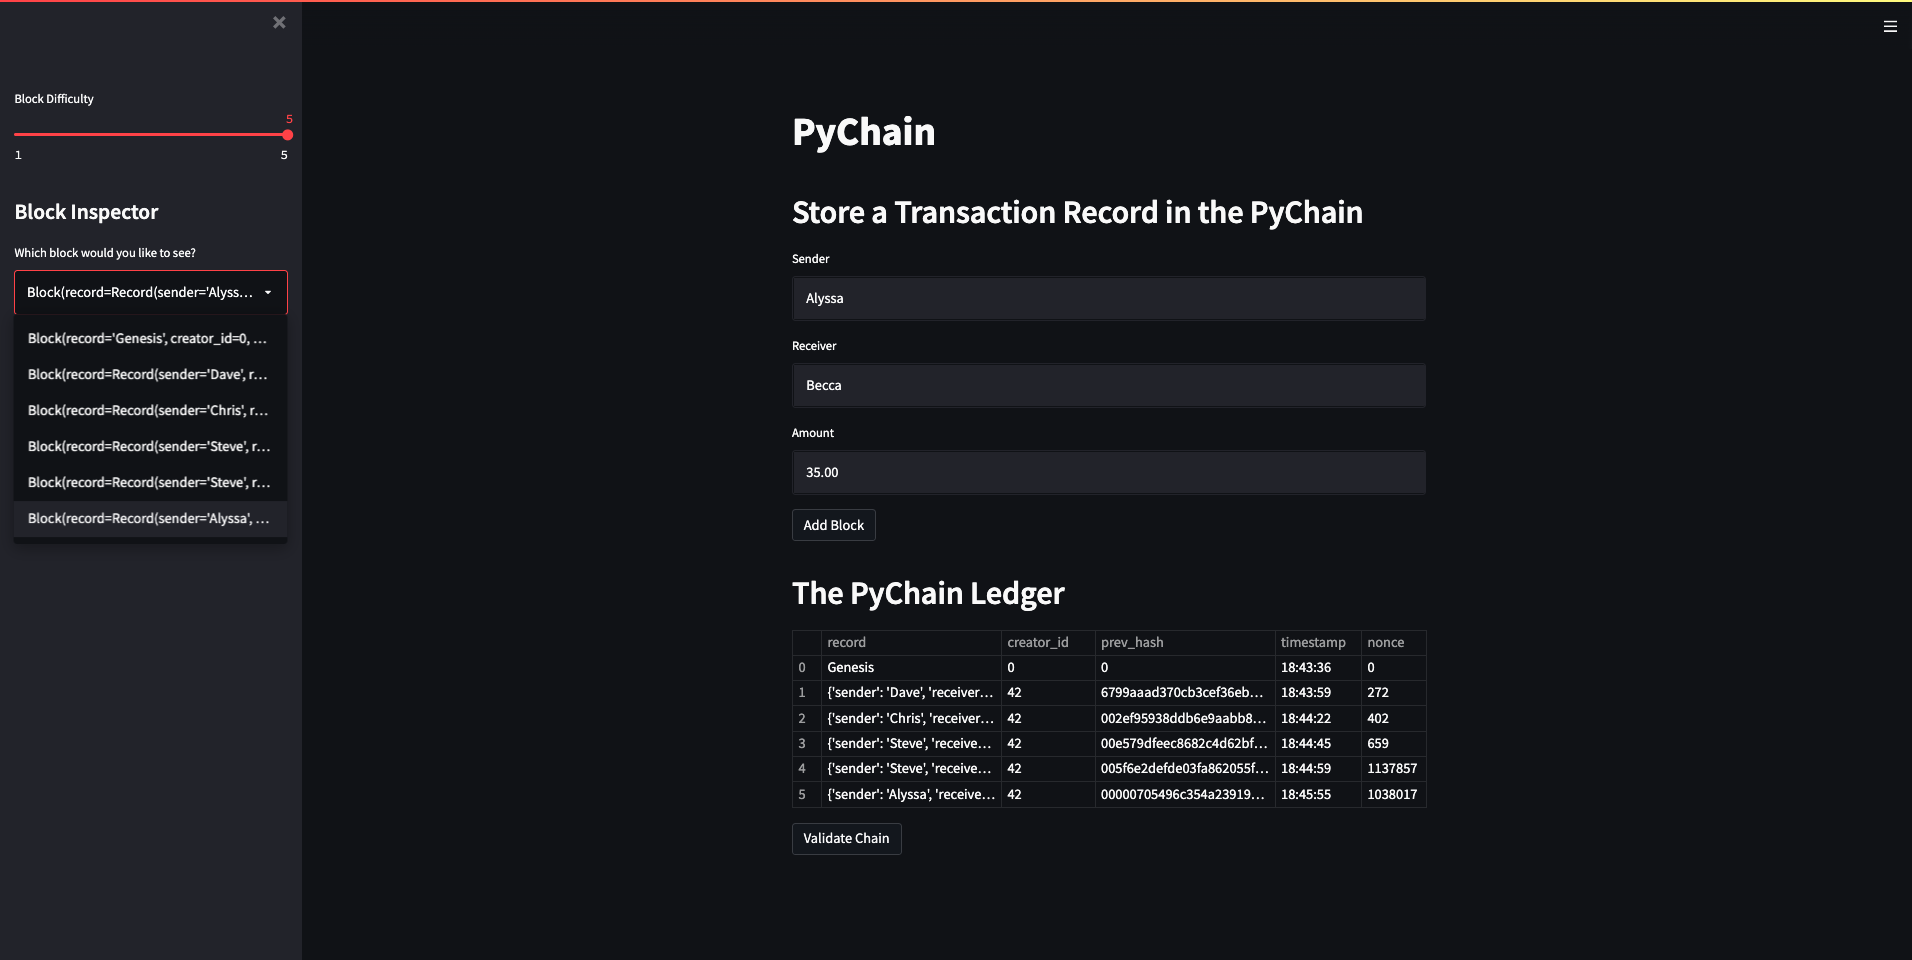 Block Difficulty
5
1 5
Block Inspector
Which block would you like to see?
Block(record=Record(sender='Alyss...
Block(record='Genesis', creator_id=0, ...
Block(record=Record(sender='Dave', r...
Block(record=Record(sender='Chris', r...
Block(record=Record(sender='Steve', r...
Block(record=Record(sender='Steve', r...
Block(record=Record(sender='Alyssa', ...
PyChain
Store a Transaction Record in the PyChain
Sender
Alyssa
Receiver
Becca
Amount
35.00
Add Block
The PyChain Ledger
record creator_id prev_hash timestamp nonce
0 Genesis 0 0 18:43:36 0
1 {'sender': 'Dave', 'receiver... 42 6799aaad370cb3cef36eb... 18:43:59 272
2 {'sender': 'Chris', 'receiver... 42 002ef95938ddb6e9aabb8... 18:44:22 402
3 {'sender': 'Steve', 'receive... 42 00e579dfeec8682c4d62bf... 18:44:45 659
4 {'sender': 'Steve', 'receive... 42 005f6e2defde03fa862055f... 18:44:59 1137857
5 {'sender': 'Alyssa', 'receive... 42 00000705496c354a23919... 18:45:55 1038017
Validate Chain